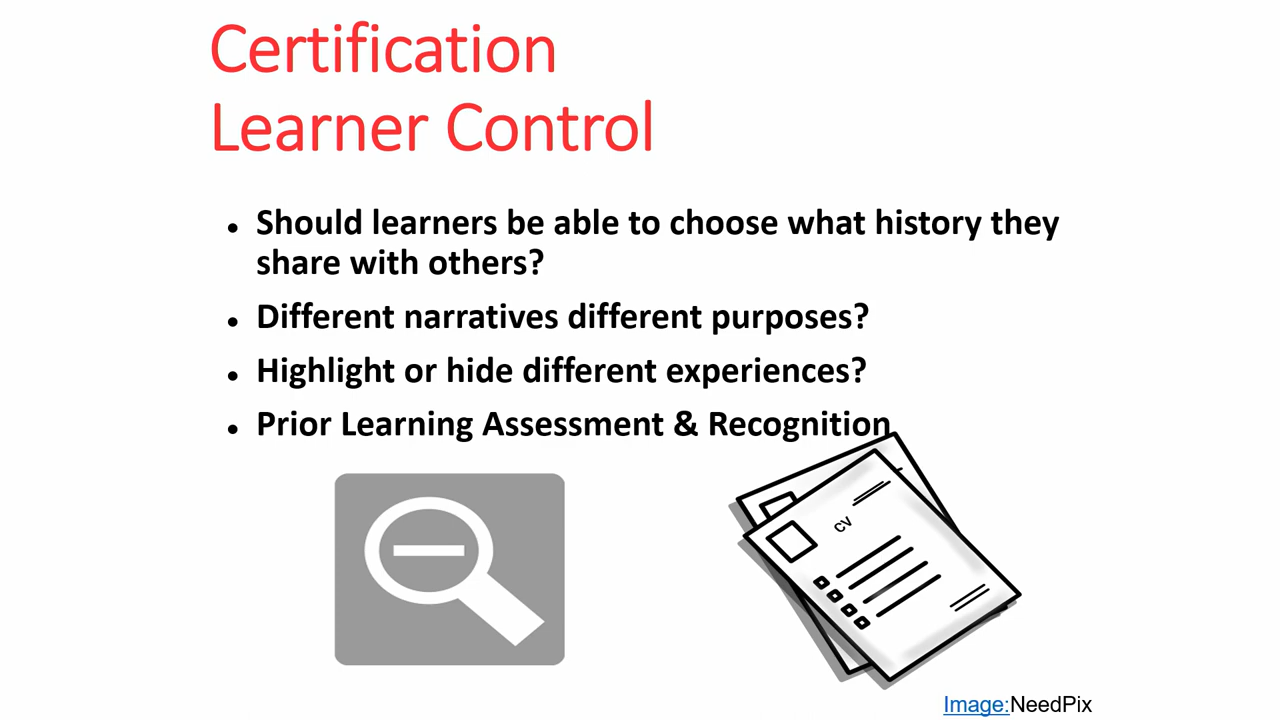 Certification
Learner Control
• Should learners be able to choose what history they
share with others?
• Different narratives different purposes?
• Highlight or hide different experiences?
• Prior Learning Assessment & Recognition
CV
Image:NeedPix